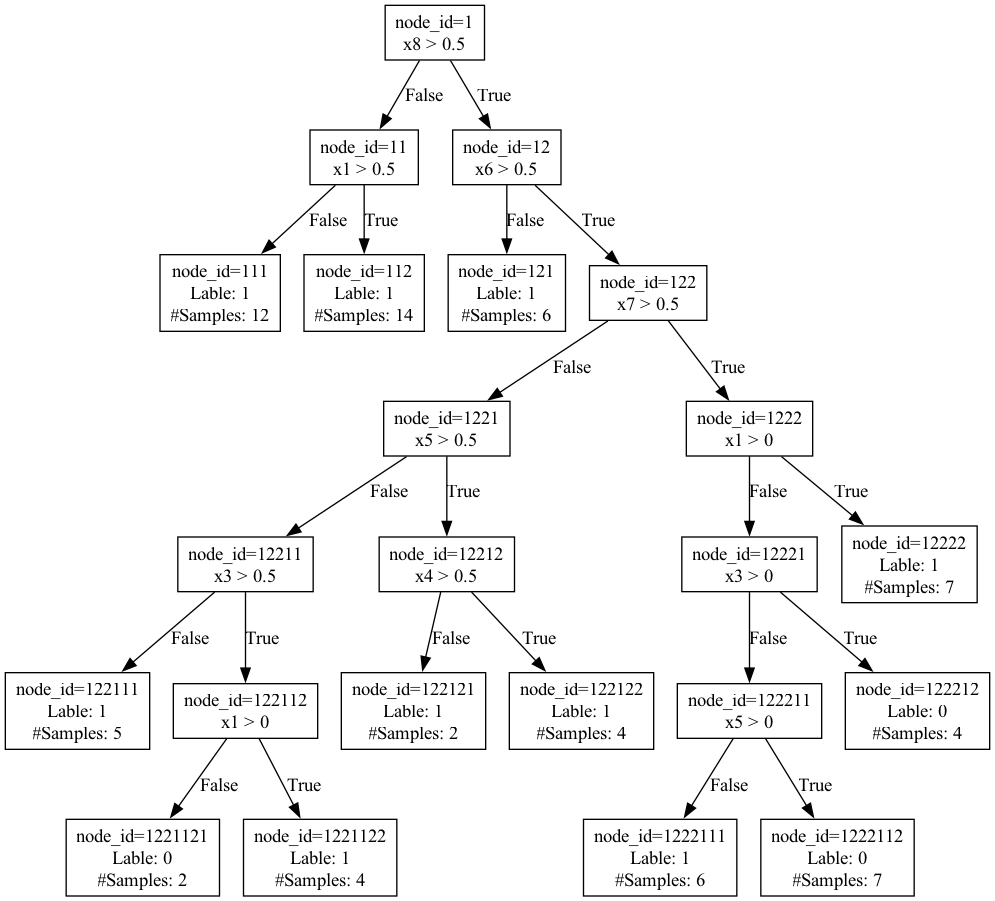 node_id=1
x8 > 0.5
False
True
node_id=11
x1 > 0.5
node_id=12
x6 > 0.5
False
True
False
True
node_id=111
Lable: 1
#Samples: 12
node_id=112
Lable: 1
#Samples: 14
node_id=121
Lable: 1
#Samples: 6
node_id=122
x7 > 0.5
False
True
node_id=1221
x5 > 0.5
node_id=1222
x1 > 0
False
True
False
True
node_id=12211
x3 > 0.5
node_id=12212
x4 > 0.5
node_id=12221
x3 > 0
node_id=12222
Lable: 1
#Samples: 7
False
True
False
True
False
True
node_id=122111
Lable: 1
#Samples: 5
node_id=122112
x1 > 0
node_id=122121
Lable: 1
#Samples: 2
node_id=122122
Lable: 1
#Samples: 4
node_id=122211
x5 > 0
node_id=122212
Lable: 0
#Samples: 4
False
True
False
True
node_id=1221121
Lable: 0
#Samples: 2
node_id=1221122
Lable: 1
#Samples: 4
node_id=1222111
Lable: 1
#Samples: 6
node_id=1222112
Lable: 0
#Samples: 7